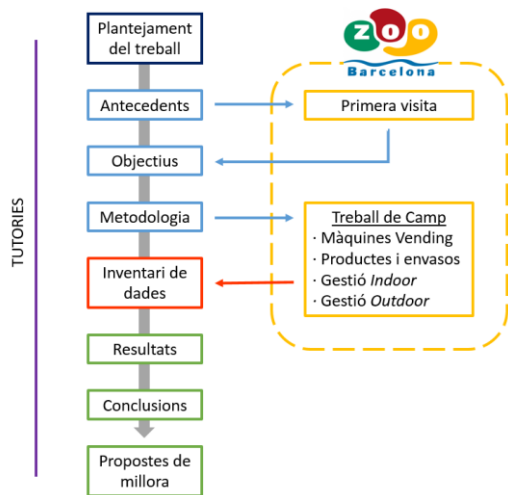 Plantejament
del treball
ZOO
Barcelona
Antecedents
Primera visita
Objectius
Metodologia
Treball de Camp
· Màquines Vending
· Productes i envasos
· Gestió Indoor
· Gestió Outdoor
Inventari de
dades
Resultats
Conclusions
Propostes de
millora
TUTORIES